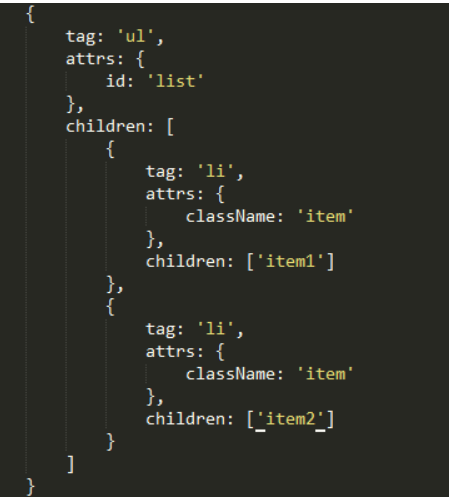 {
    tag: 'ul',
    attrs: {
        id: 'list'
    },
    children: [
        {
            tag: 'li',
            attrs: {
                className: 'item'
            },
            children: ['item1']
        },
        {
            tag: 'li',
            attrs: {
                className: 'item'
            },
            children: ['item2']
        }
    ]
}